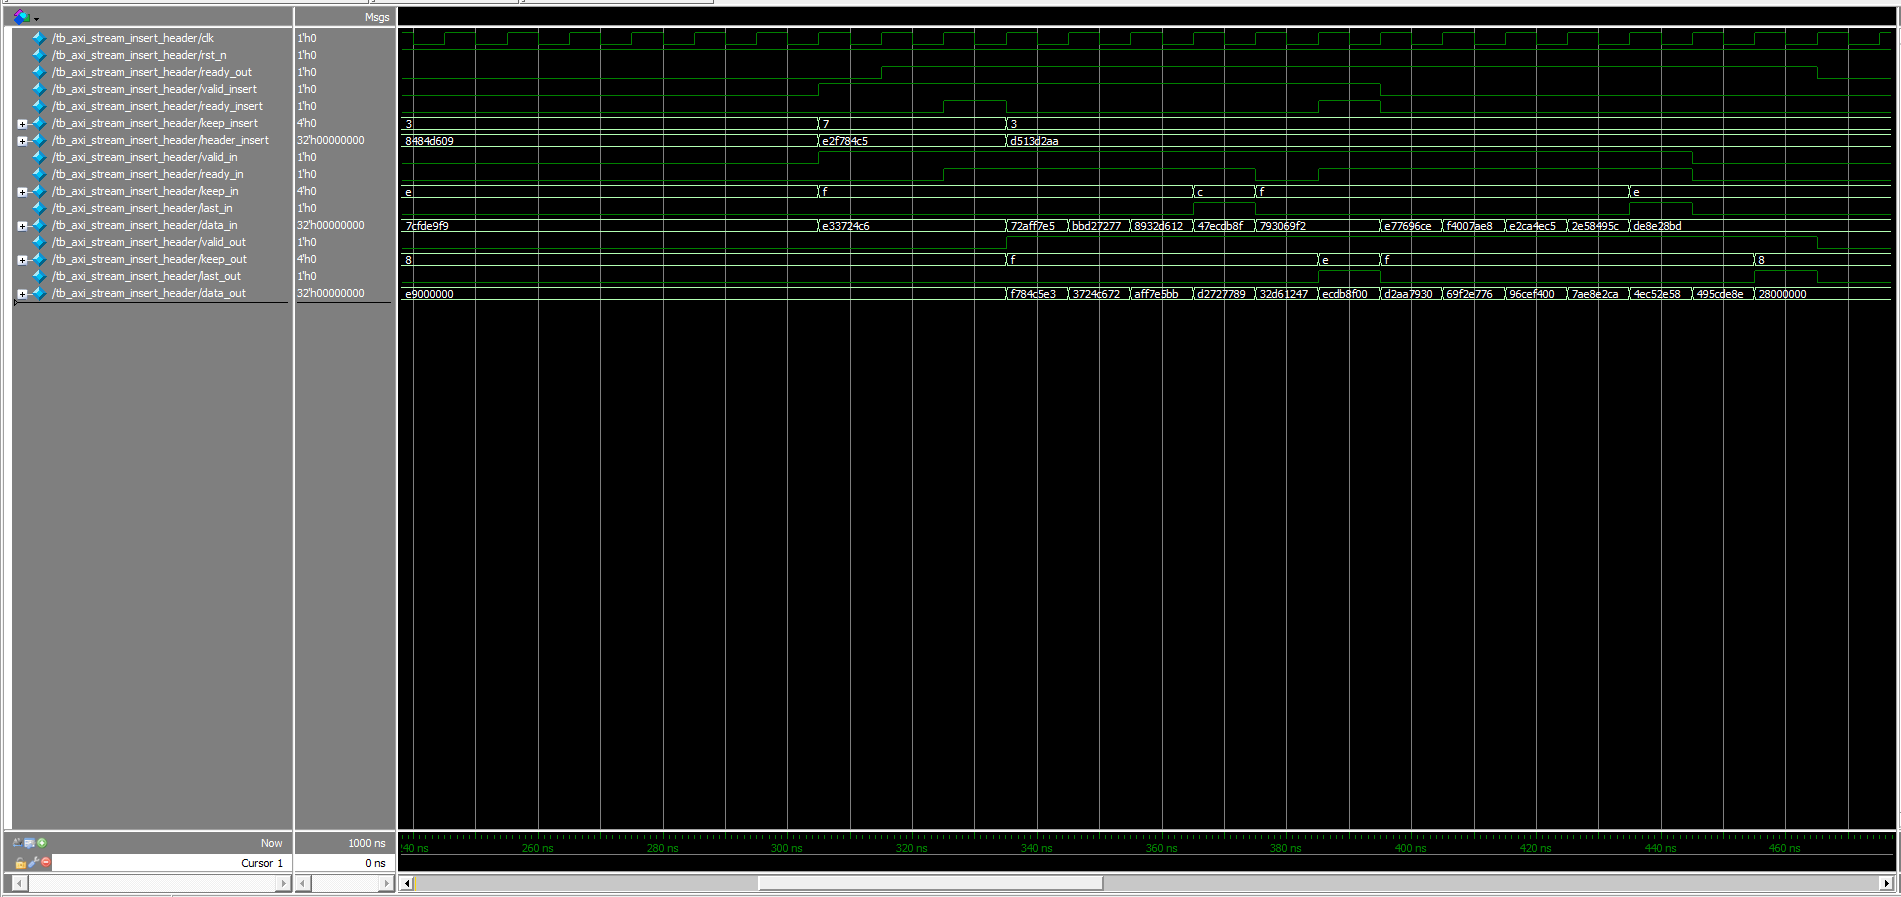 Msgs
/tb_axi_stream_insert_header/clk 1'h0
/tb_axi_stream_insert_header/rst_n 1'h0
/tb_axi_stream_insert_header/ready_out 1'h0
/tb_axi_stream_insert_header/valid_insert 1'h0
/tb_axi_stream_insert_header/ready_insert 1'h0
/tb_axi_stream_insert_header/keep_insert 4'h0 3 7 3
/tb_axi_stream_insert_header/header_insert 32'h00000000 8484d609 e2f784c5 d513d2aa
/tb_axi_stream_insert_header/valid_in 1'h0
/tb_axi_stream_insert_header/ready_in 1'h0
/tb_axi_stream_insert_header/keep_in 4'h0 e f c f e
/tb_axi_stream_insert_header/last_in 1'h0
/tb_axi_stream_insert_header/data_in 32'h00000000 7cfde9f9 e33724c6 72aff7e5 bbd27277 8932d612 47ecdb8f 793069f2 e77696ce f4007ae8 e2ca4ec5 2e58495c de8e28bd
/tb_axi_stream_insert_header/valid_out 1'h0
/tb_axi_stream_insert_header/keep_out 4'h0 8 f e f 8
/tb_axi_stream_insert_header/last_out 1'h0
/tb_axi_stream_insert_header/data_out 32'h00000000 e9000000 f784c5e3 3724c672 aff7e5bb d2727789 32d61247 ecdb8f00 d2aa7930 69f2e776 96cef400 7ae8e2ca 4ec52e58 495cde8e 28000000
Now 1000 ns 40 ns 260 ns 280 ns 300 ns 320 ns 340 ns 360 ns 380 ns 400 ns 420 ns 440 ns 460 ns
Cursor 1 0 ns